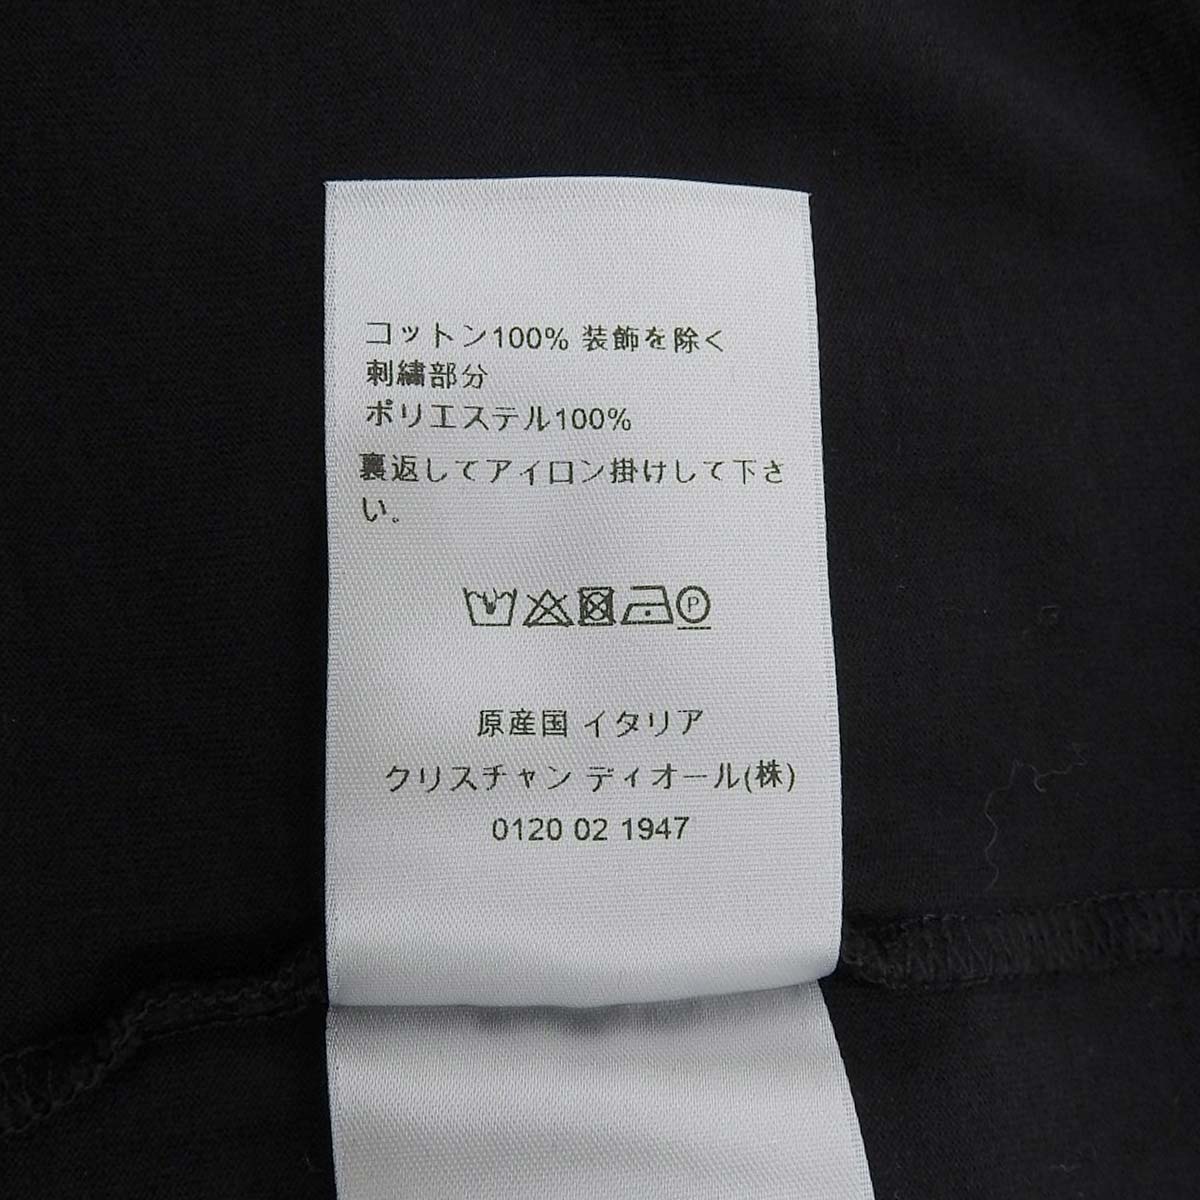 コットン100% 装飾を除く
刺繍部分
ポリエステル100%
裏返してアイロン掛けして下さ
い。
P
原産国 イタリア
クリスチャン ディオール(株)
0120 02 1947